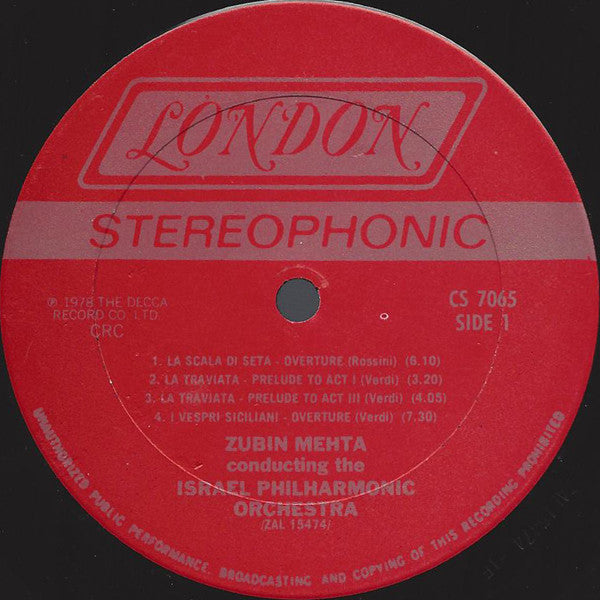 LONDON
STEREOPHONIC
℗ 1978 THE DECCA
RECORD CO. LTD.
CRC
CS 7065
SIDE 1
1. LA SCALA DI SETA - OVERTURE (Rossini) (6.10)
2. LA TRAVIATA - PRELUDE TO ACT I (Verdi) (3.20)
3. LA TRAVIATA - PRELUDE TO ACT III (Verdi) (4.05)
4. I VESPRI SICILIANI - OVERTURE (Verdi) (7.30)
ZUBIN MEHTA
conducting the
ISRAEL PHILHARMONIC
ORCHESTRA
/ZAL 15474/
UNAUTHORIZED PUBLIC PERFORMANCE, BROADCASTING AND COPYING OF THIS RECORDING PROHIBITED